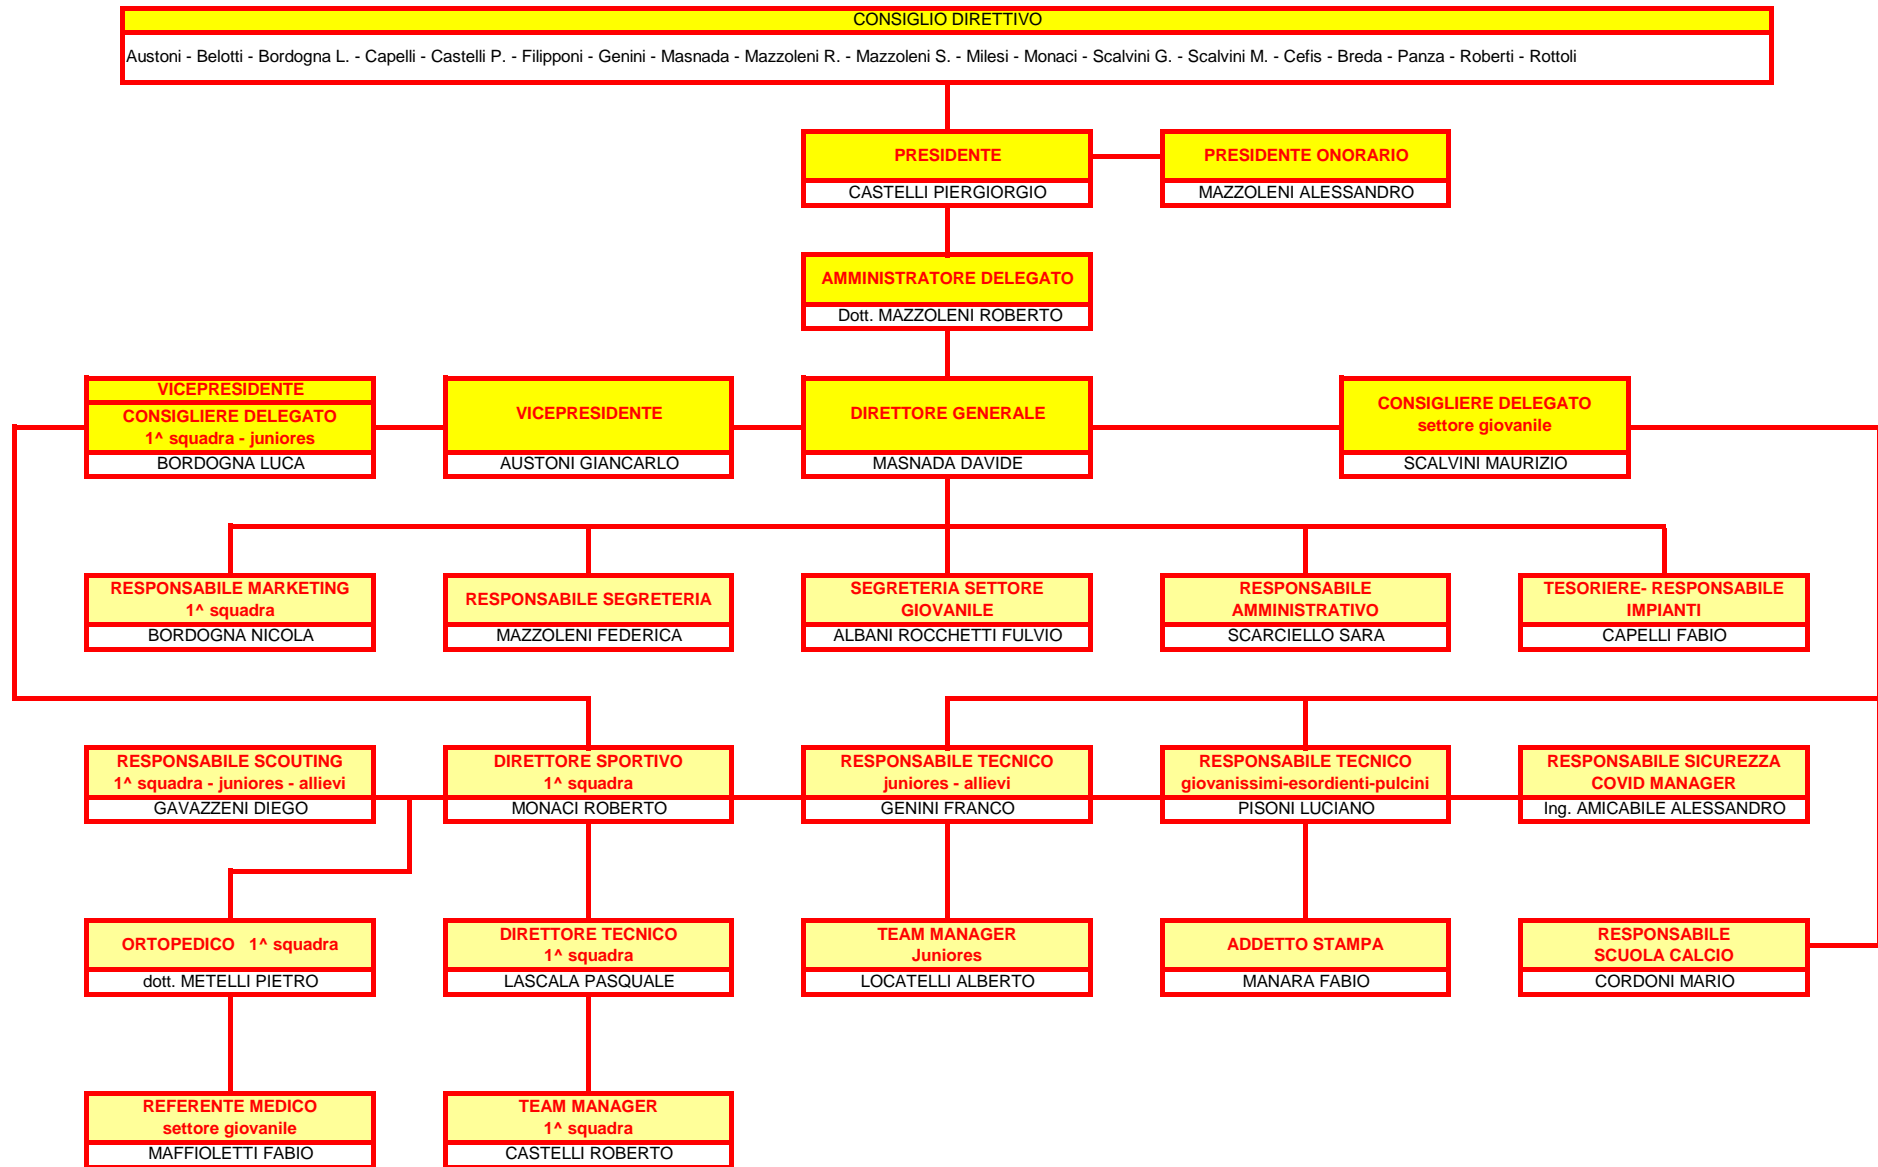 CONSIGLIO DIRETTIVO
Austoni - Belotti - Bordogna L. - Capelli - Castelli P. - Filipponi - Genini - Masnada - Mazzoleni R. - Mazzoleni S. - Milesi - Monaci - Scalvini G. - Scalvini M. - Cefis - Breda - Panza - Roberti - Rottoli
PRESIDENTE
CASTELLI PIERGIORGIO
PRESIDENTE ONORARIO
MAZZOLENI ALESSANDRO
AMMINISTRATORE DELEGATO
Dott. MAZZOLENI ROBERTO
VICEPRESIDENTE
CONSIGLIERE DELEGATO
1^ squadra - juniores
BORDOGNA LUCA
VICEPRESIDENTE
AUSTONI GIANCARLO
DIRETTORE GENERALE
MASNADA DAVIDE
CONSIGLIERE DELEGATO
settore giovanile
SCALVINI MAURIZIO
RESPONSABILE MARKETING
1^ squadra
BORDOGNA NICOLA
RESPONSABILE SEGRETERIA
MAZZOLENI FEDERICA
SEGRETERIA SETTORE
GIOVANILE
ALBANI ROCCHETTI FULVIO
RESPONSABILE
AMMINISTRATIVO
SCARCIELLO SARA
TESORIERE- RESPONSABILE
IMPIANTI
CAPELLI FABIO
RESPONSABILE SCOUTING
1^ squadra - juniores - allievi
GAVAZZENI DIEGO
DIRETTORE SPORTIVO
1^ squadra
MONACI ROBERTO
RESPONSABILE TECNICO
juniores - allievi
GENINI FRANCO
RESPONSABILE TECNICO
giovanissimi-esordienti-pulcini
PISONI LUCIANO
RESPONSABILE SICUREZZA
COVID MANAGER
Ing. AMICABILE ALESSANDRO
ORTOPEDICO 1^ squadra
dott. METELLI PIETRO
DIRETTORE TECNICO
1^ squadra
LASCALA PASQUALE
TEAM MANAGER
Juniores
LOCATELLI ALBERTO
ADDETTO STAMPA
MANARA FABIO
RESPONSABILE
SCUOLA CALCIO
CORDONI MARIO
REFERENTE MEDICO
settore giovanile
MAFFIOLETTI FABIO
TEAM MANAGER
1^ squadra
CASTELLI ROBERTO